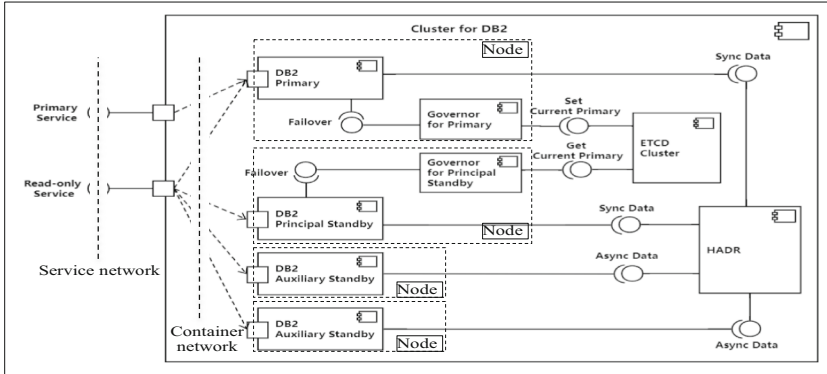 Cluster for DB2
Node
DB2
Primary
Sync Data
Primary
Service
Failover
Governor
for Primary
Set
Current Primary
Get
Current Primary
ETCD
Cluster
Failover
Governor
for Principal
Standby
Read-only
Service
DB2
Principal Standby
Node
Sync Data
HADR
Service network
DB2
Auxiliary Standby
Node
Async Data
Container
network
DB2
Auxiliary Standby
Node
Async Data